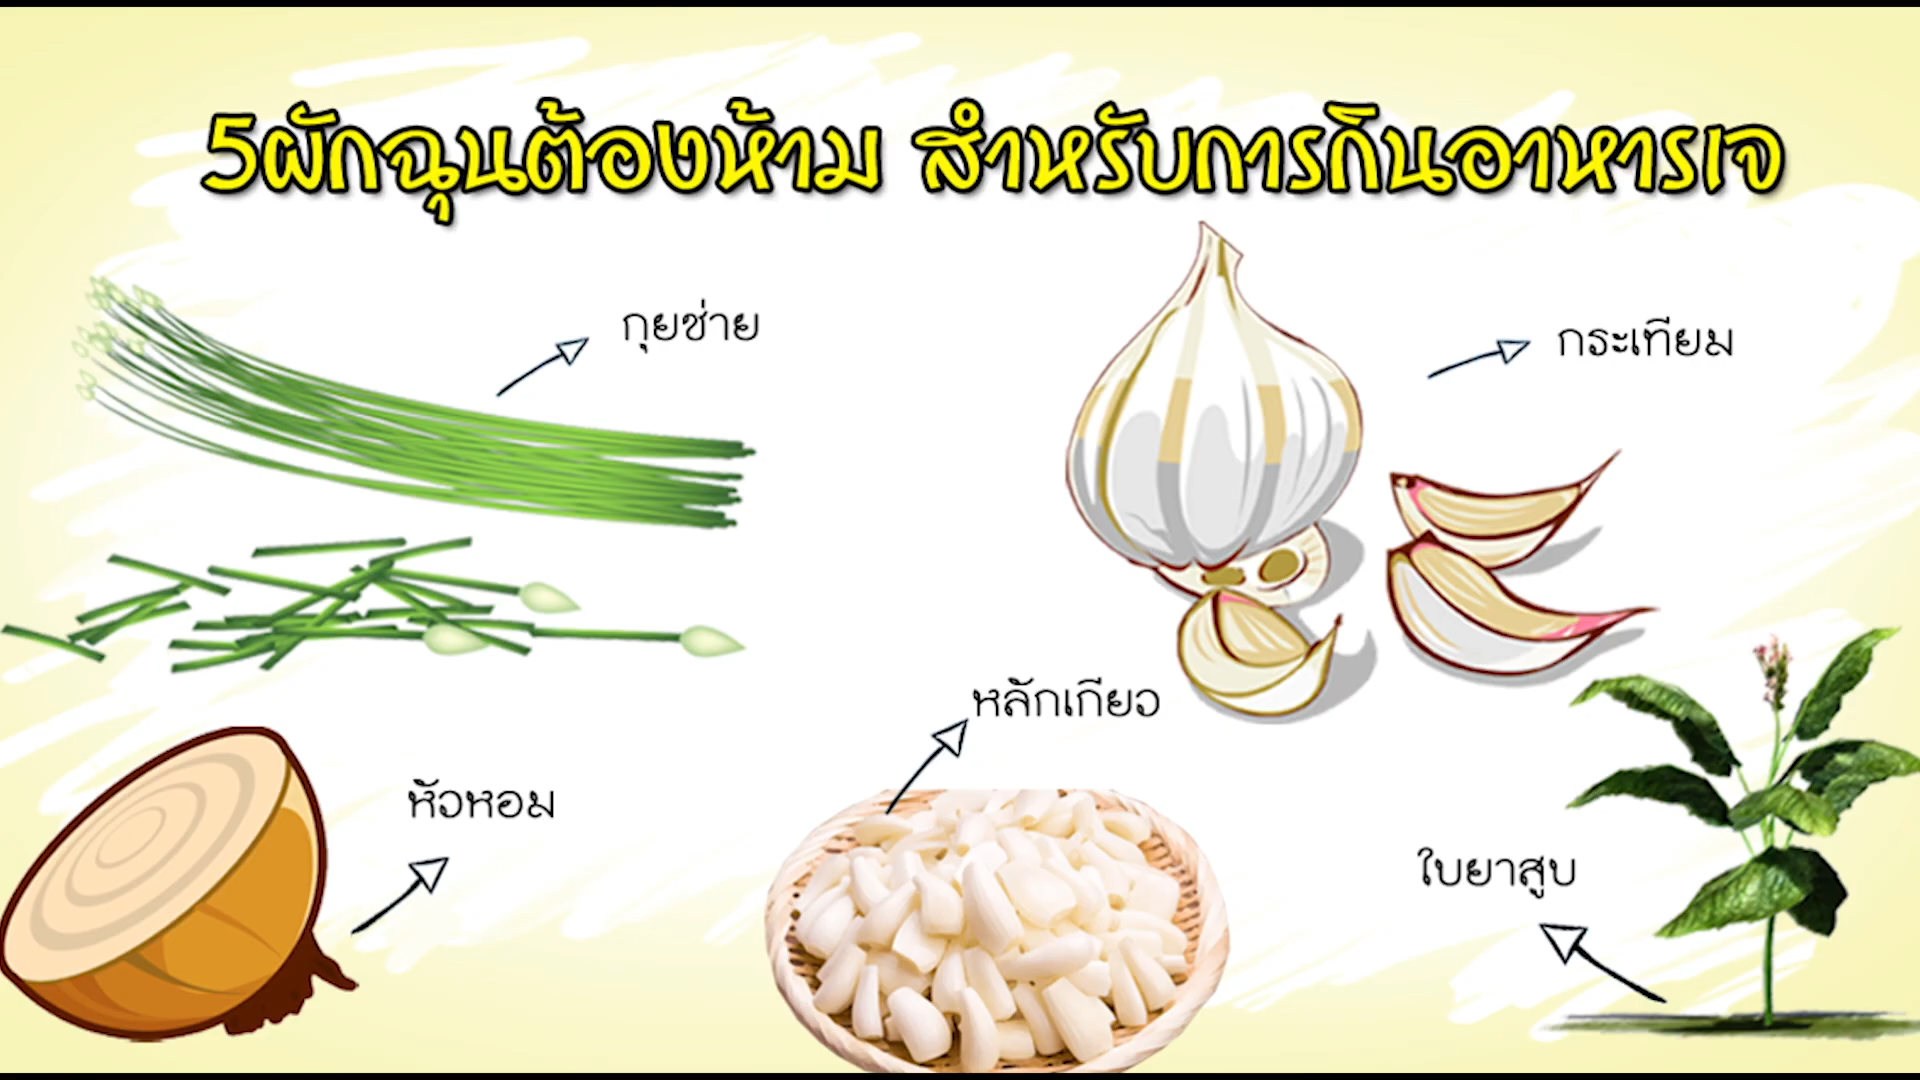 5ผักฉุนต้องห้าม สำหรับการกินอาหารเจ
กุยช่าย
กระเทียม
หลักเกียว
หัวหอม
ใบยาสูบ